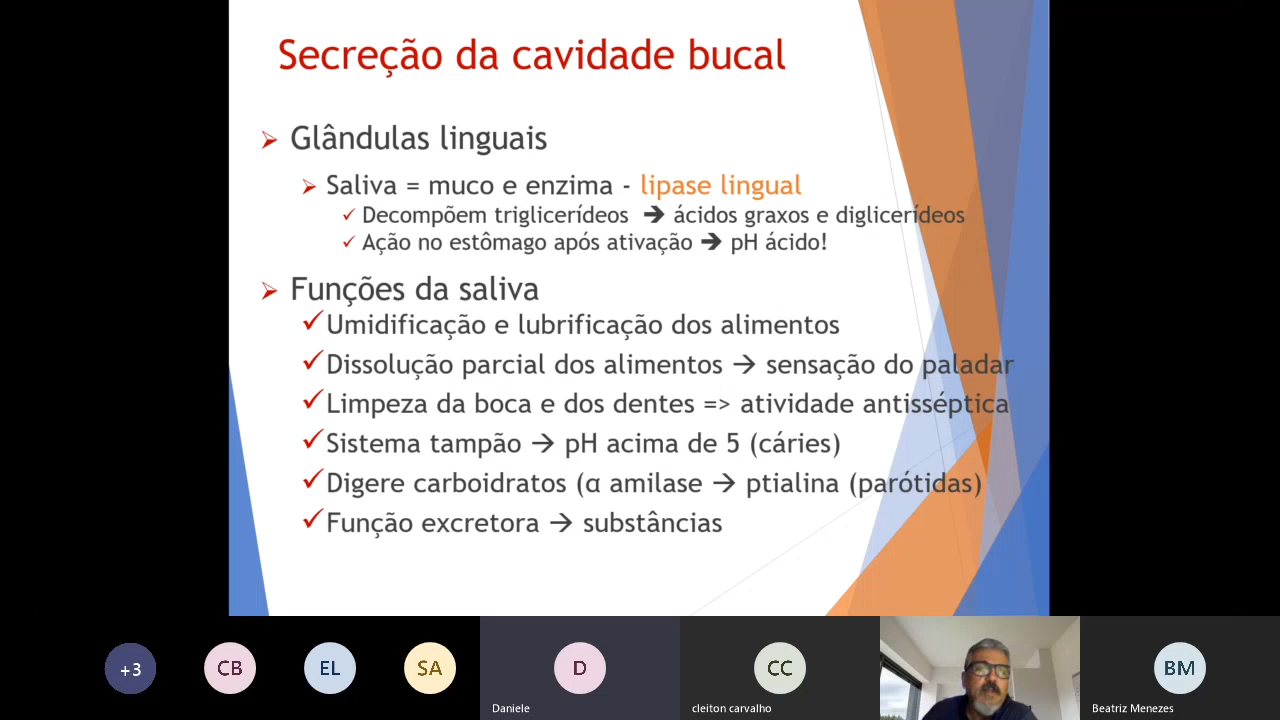 Secreção da cavidade bucal
Glândulas linguais
Saliva = muco e enzima - lipase lingual
Decompõem triglicerídeos ➔ ácidos graxos e diglicerídeos
Ação no estômago após ativação ➔ pH ácido!
Funções da saliva
Umidificação e lubrificação dos alimentos
Dissolução parcial dos alimentos → sensação do paladar
Limpeza da boca e dos dentes => atividade antisséptica
Sistema tampão → pH acima de 5 (cáries)
Digere carboidratos (α amilase → ptialina (parótidas)
Função excretora → substâncias
+3
CB
EL
SA
D
CC
BM
Daniele
cleiton carvalho
Beatriz Menezes